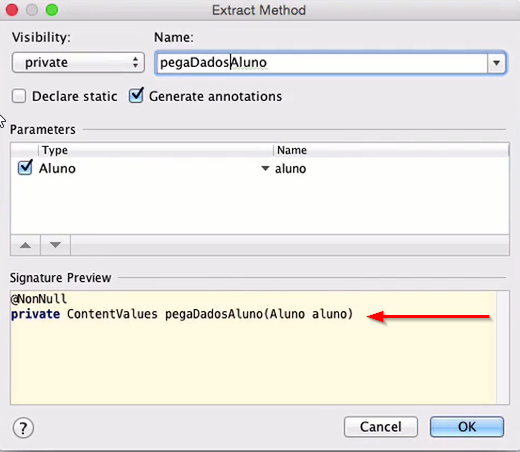 Extract Method
Visibility: Name:
private pegaDadosAluno
Declare static Generate annotations
Parameters
Type Name
Aluno aluno
Signature Preview
@NonNull
private ContentValues pegaDadosAluno(Aluno aluno)
? Cancel OK